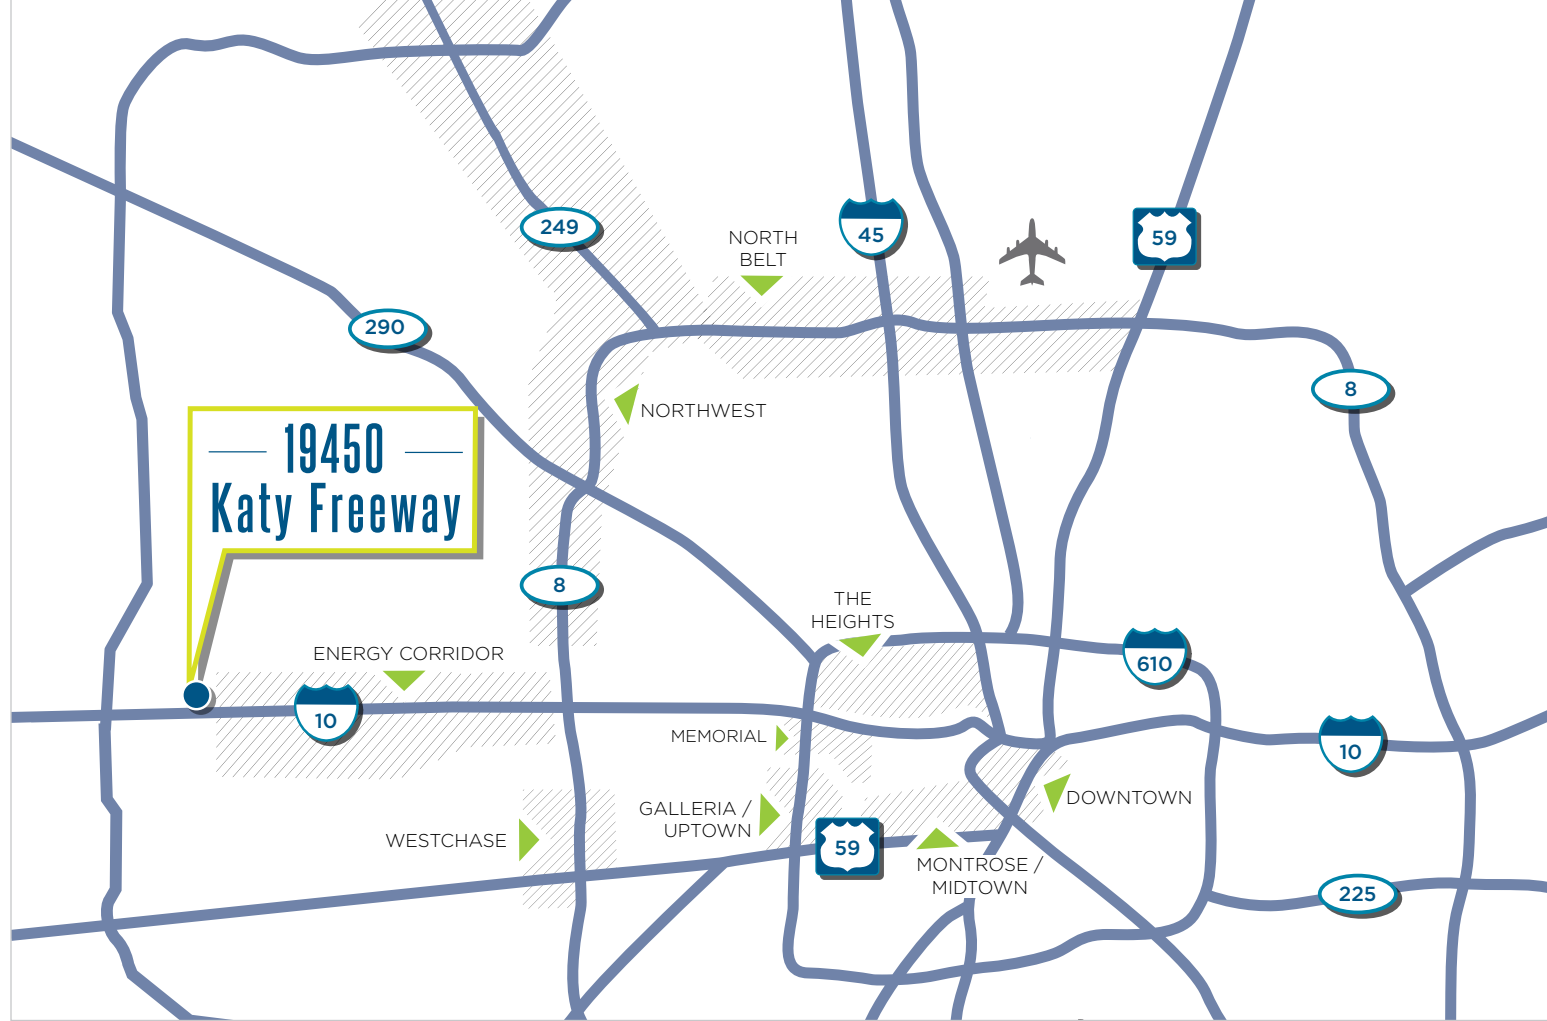 249
45
59
NORTH
BELT
290
8
NORTHWEST
19450
Katy Freeway
8
THE
HEIGHTS
610
ENERGY CORRIDOR
10
MEMORIAL
10
DOWNTOWN
GALLERIA /
UPTOWN
WESTCHASE
59
MONTROSE /
MIDTOWN
225